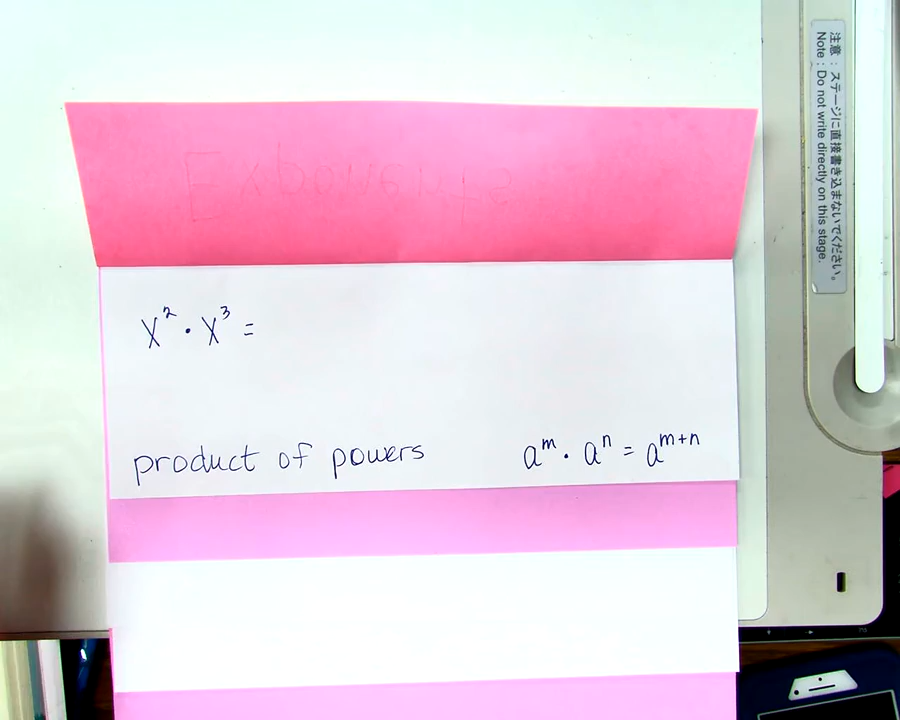 Exponents
x² · x³ =
product of powers
aᵐ · aⁿ = aᵐ⁺ⁿ
注意：ステージに直接書き込まないでください。
Note : Do not write directly on this stage.